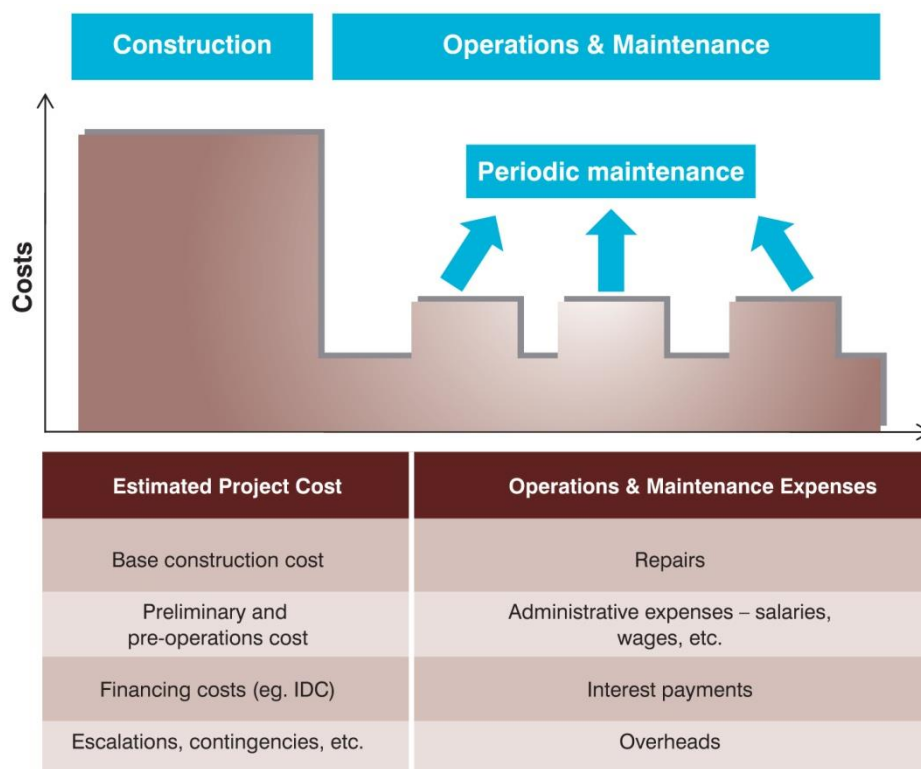 Construction
Operations & Maintenance
Periodic maintenance
Costs
Estimated Project Cost
Operations & Maintenance Expenses
Base construction cost
Repairs
Preliminary and
pre-operations cost
Administrative expenses – salaries,
wages, etc.
Financing costs (eg. IDC)
Interest payments
Escalations, contingencies, etc.
Overheads